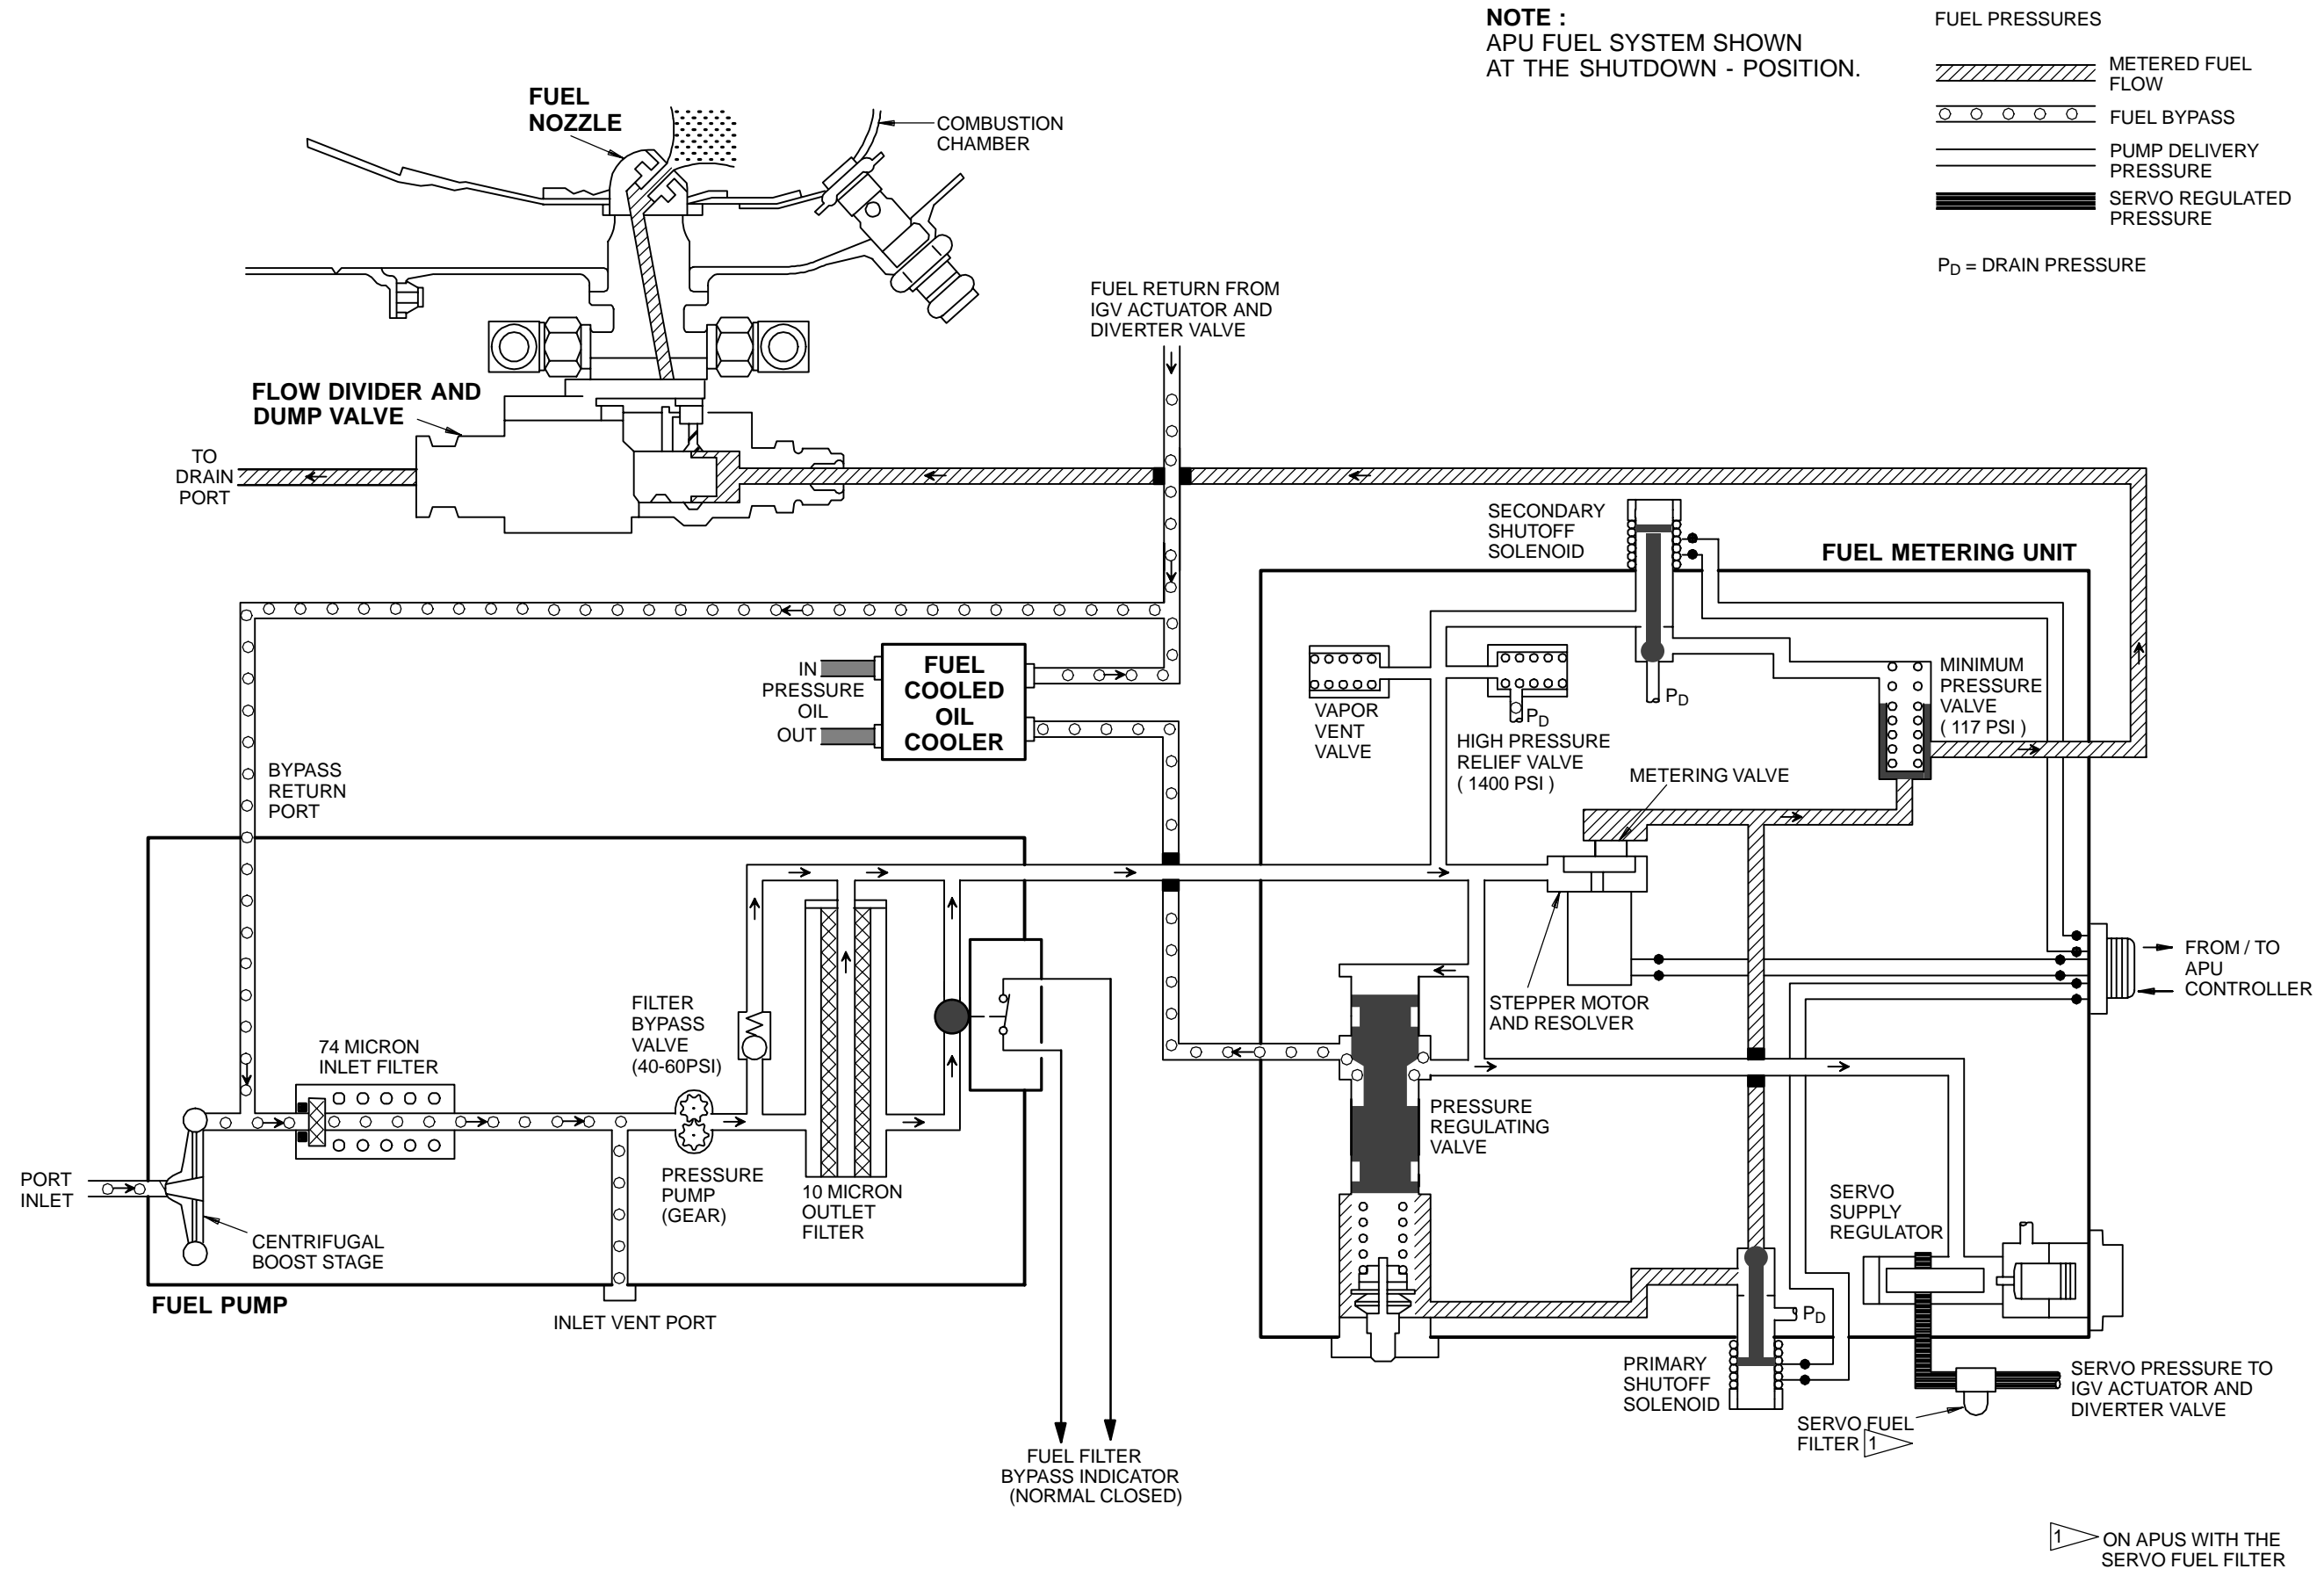 NOTE :
APU FUEL SYSTEM SHOWN
AT THE SHUTDOWN - POSITION.
FUEL PRESSURES
METERED FUEL
FLOW
FUEL BYPASS
PUMP DELIVERY
PRESSURE
SERVO REGULATED
PRESSURE
PD = DRAIN PRESSURE
FUEL
NOZZLE
COMBUSTION
CHAMBER
FUEL RETURN FROM
IGV ACTUATOR AND
DIVERTER VALVE
FLOW DIVIDER AND
DUMP VALVE
TO
DRAIN
PORT
SECONDARY
SHUTOFF
SOLENOID
FUEL METERING UNIT
IN
PRESSURE
OIL
OUT
FUEL
COOLED
OIL
COOLER
VAPOR
VENT
VALVE
PD
HIGH PRESSURE
RELIEF VALVE
( 1400 PSI )
PD
MINIMUM
PRESSURE
VALVE
( 117 PSI )
METERING VALVE
BYPASS
RETURN
PORT
FROM / TO
APU
CONTROLLER
STEPPER MOTOR
AND RESOLVER
FILTER
BYPASS
VALVE
(40-60PSI)
74 MICRON
INLET FILTER
PRESSURE
REGULATING
VALVE
PORT
INLET
PRESSURE
PUMP
(GEAR)
10 MICRON
OUTLET
FILTER
SERVO
SUPPLY
REGULATOR
CENTRIFUGAL
BOOST STAGE
FUEL PUMP
INLET VENT PORT
PD
PRIMARY
SHUTOFF
SOLENOID
SERVO PRESSURE TO
IGV ACTUATOR AND
DIVERTER VALVE
SERVO FUEL
FILTER 1
FUEL FILTER
BYPASS INDICATOR
(NORMAL CLOSED)
1 ON APUS WITH THE
SERVO FUEL FILTER